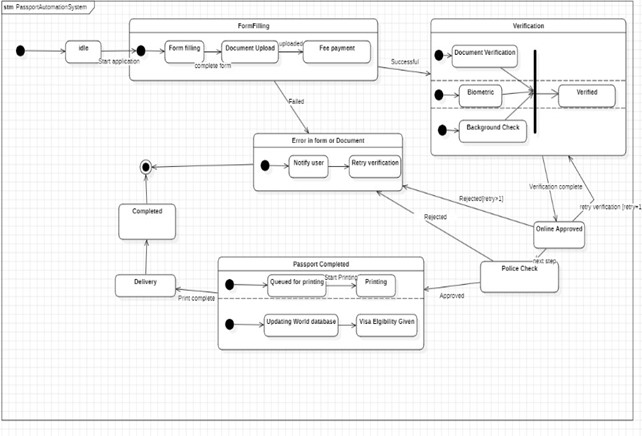 stm PassportAutomationSystem
FormFilling
Verification
idle
Start application
Form filling
complete form
Document Upload
uploaded
Fee payment
Successful
Document Verification
Biometric
Verified
Background Check
Failed
Error in form or Document
Notify user
Retry verification
Verification complete
retry verification [retry=1
Rejected[retry>1]
Rejected
Online Approved
next step
Police Check
Completed
Delivery
Print complete
Passport Completed
Queued for printing
Start Printing
Printing
Approved
Updating World database
Visa Elgibility Given